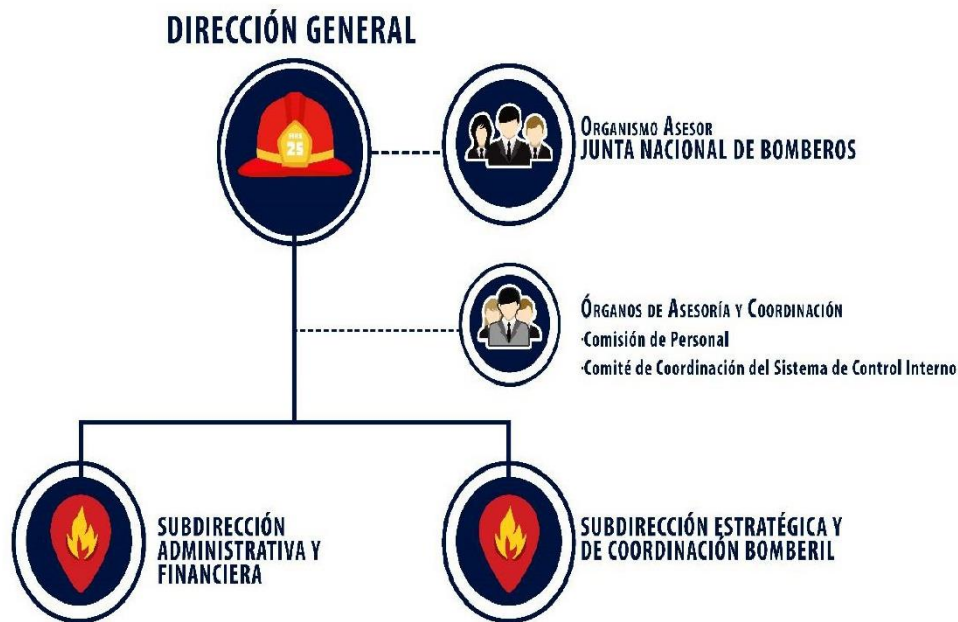 DIRECCIÓN GENERAL
25
ORGANISMO ASESOR
JUNTA NACIONAL DE BOMBEROS
ÓRGANOS DE ASESORÍA Y COORDINACIÓN
·Comisión de Personal
·Comité de Coordinación del Sistema de Control Interno
SUBDIRECCIÓN
ADMINISTRATIVA Y
FINANCIERA
SUBDIRECCIÓN ESTRATÉGICA Y
DE COORDINACIÓN BOMBERIL